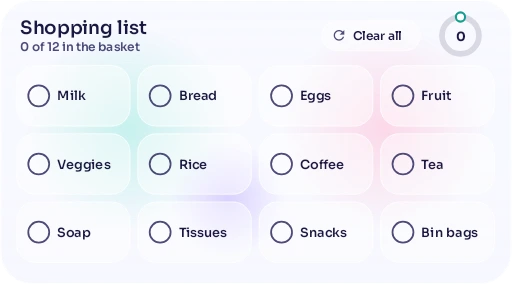 Shopping list
0 of 12 in the basket
Clear all
0
Milk
Bread
Eggs
Fruit
Veggies
Rice
Coffee
Tea
Soap
Tissues
Snacks
Bin bags